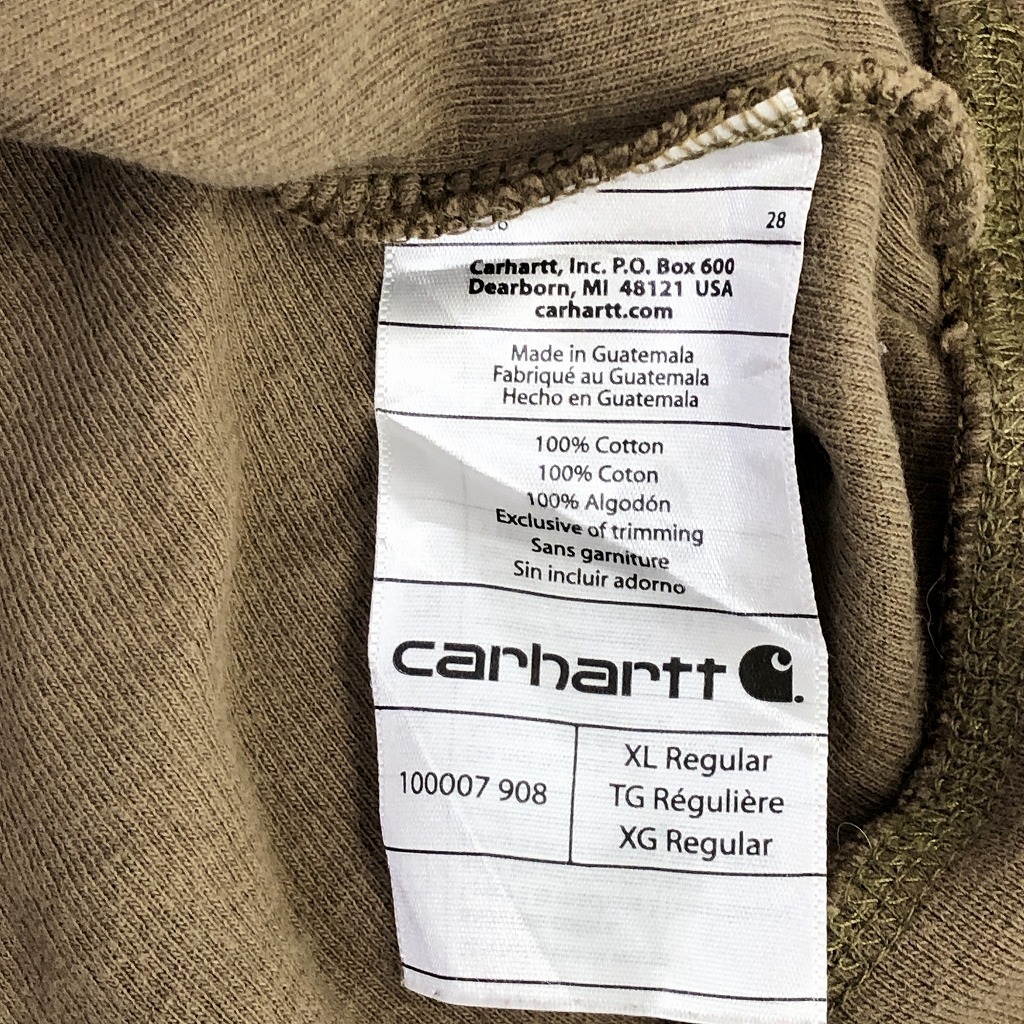 28
Carhartt, Inc. P.O. Box 600
Dearborn, MI 48121 USA
carhartt.com
Made in Guatemala
Fabriqué au Guatemala
Hecho en Guatemala
100% Cotton
100% Coton
100% Algodón
Exclusive of trimming
Sans garniture
Sin incluir adorno
carhartt
100007 908
XL Regular
TG Régulière
XG Regular